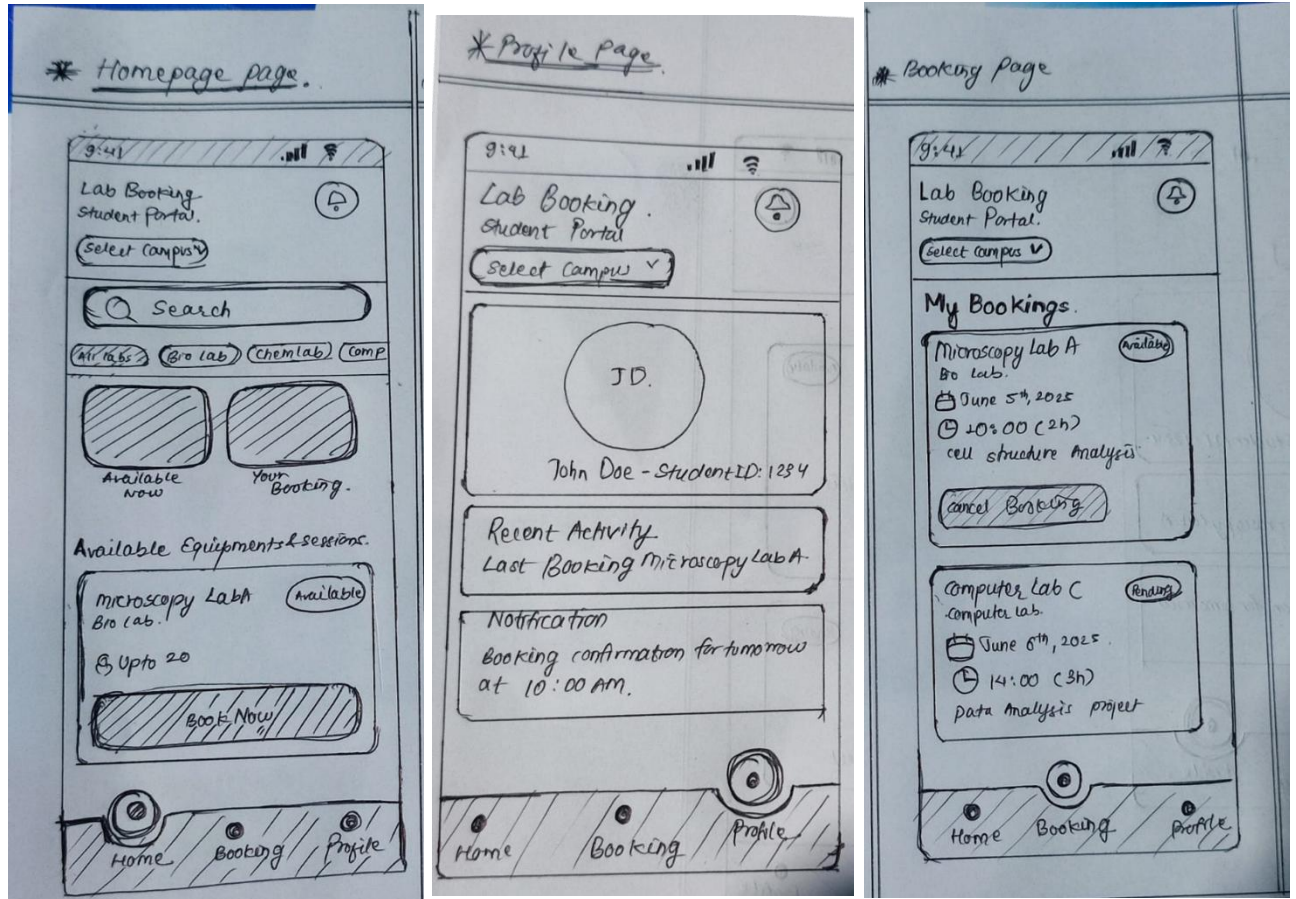 * Homepage page.
9:41
Lab Booking
Student Portal.
Select Campus
Search
All labs
Bio lab
Chem lab
Comp
Available Now
Your Booking.
Available Equipments & sessions.
Microscopy Lab A
Available
Bio Lab.
Upto 20
Book Now
Home
Booking
Profile
* Profile Page.
9:41
Lab Booking.
Student Portal
Select Campus
JD.
John Doe - Student ID: 1234
Recent Activity
Last Booking Microscopy Lab A.
Notification
Booking confirmation for tomorrow
at 10:00 AM.
Home
Booking
Profile
* Booking Page
9:41
Lab Booking
Student Portal.
Select Campus
My Bookings.
Microscopy Lab A
Available
Bio Lab.
June 5th, 2025
10:00 (2h)
cell structure Analysis
Cancel Booking
Computer Lab C
Pending
Computer Lab.
June 6th, 2025.
14:00 (3h)
Data Analysis project
Home
Booking
Profile